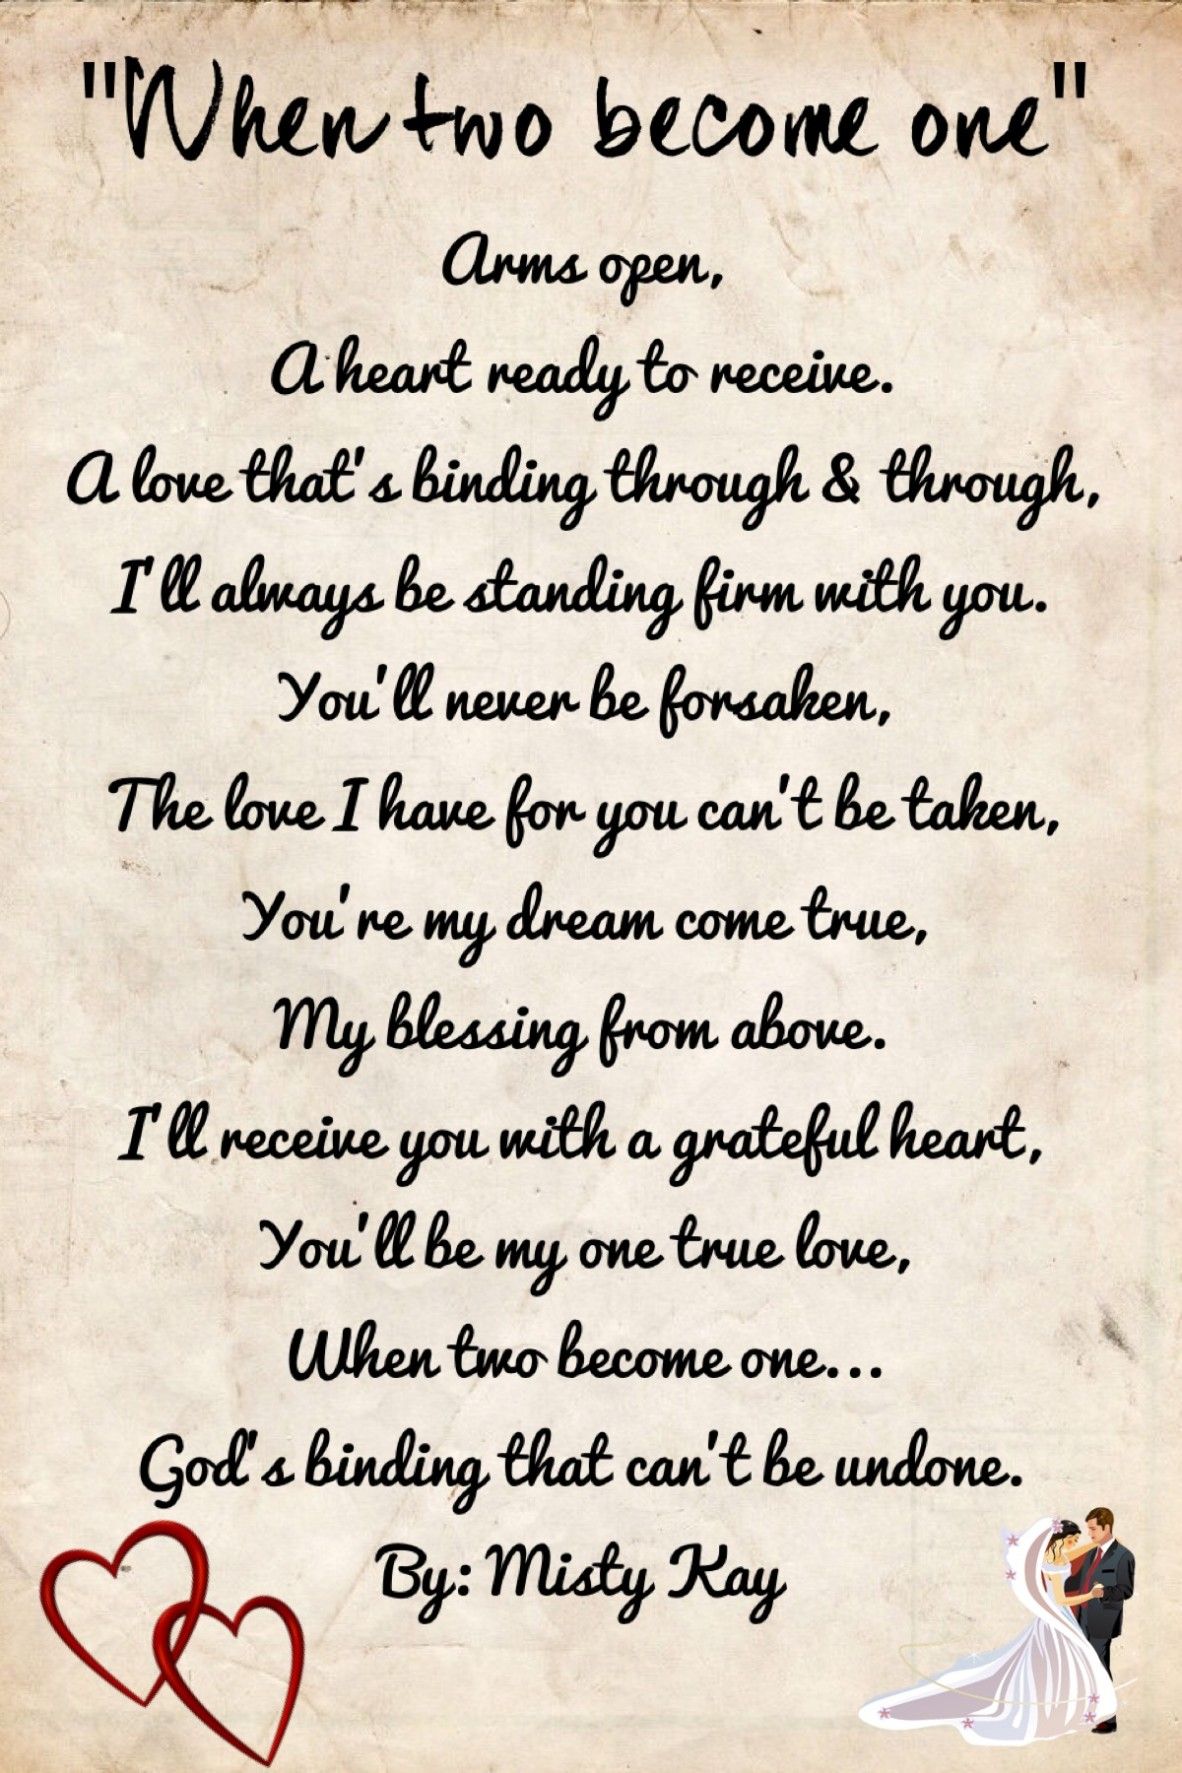 "When two become one"
Arms open,
A heart ready to receive.
A love that's binding through & through,
I'll always be standing firm with you.
You'll never be forsaken,
The love I have for you can't be taken,
You're my dream come true,
My blessing from above.
I'll receive you with a grateful heart,
You'll be my one true love,
When two become one...
God's binding that can't be undone.
By: Misty Kay